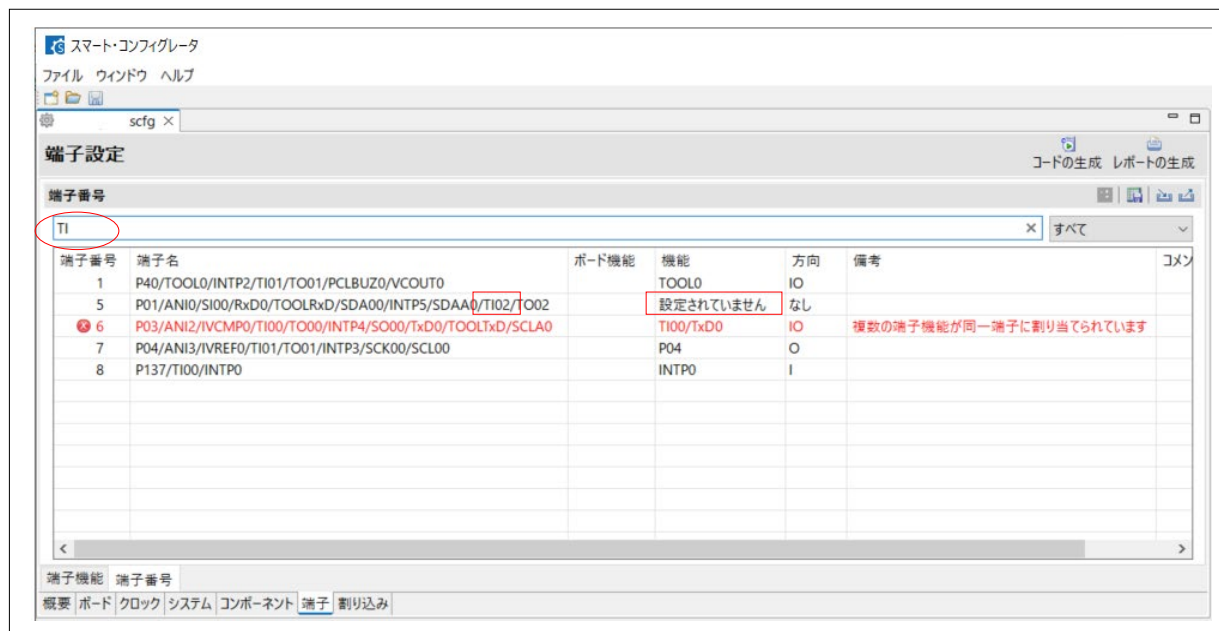 スマート・コンフィグレータ
ファイル ウィンドウ ヘルプ
scfg ×
端子設定
コードの生成 レポートの生成
端子番号
TI × すべて
端子番号 端子名 ボード機能 機能 方向 備考 コメン
1 P40/TOOL0/INTP2/TI01/TO01/PCLBUZ0/VCOUT0 TOOL0 IO
5 P01/ANI0/SI00/RxD0/TOOLRxD/SDA00/INTP5/SDAA0/TI02/TO02 設定されていません なし
6 P03/ANI2/IVCMP0/TI00/TO00/INTP4/SO00/TxD0/TOOLTxD/SCLA0 TI00/TxD0 IO 複数の端子機能が同一端子に割り当てられています
7 P04/ANI3/IVREF0/TI01/TO01/INTP3/SCK00/SCL00 P04 O
8 P137/TI00/INTP0 INTP0 I
端子機能 端子番号
概要 ボード クロック システム コンポーネント 端子 割り込み